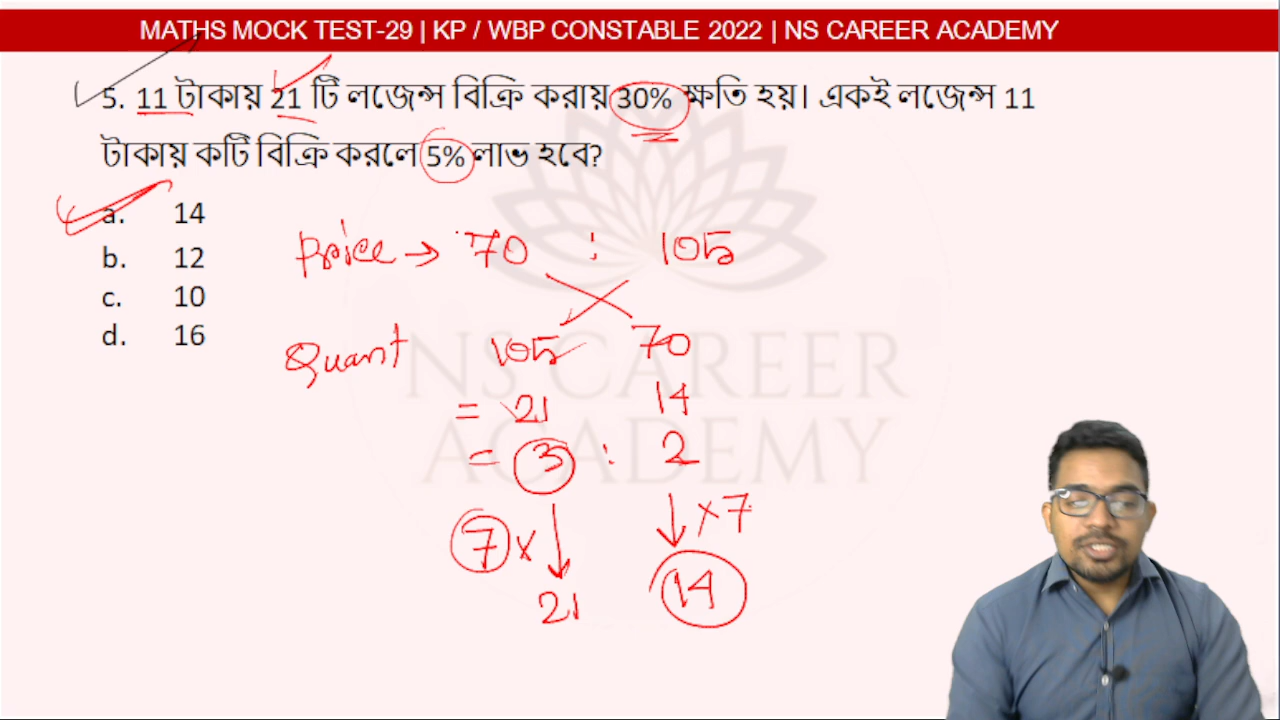 MATHS MOCK TEST-29 | KP / WBP CONSTABLE 2022 | NS CAREER ACADEMY
5. 11 টাকায় 21 টি লজেন্স বিক্রি করায় 30% ক্ষতি হয়। একই লজেন্স 11
টাকায় কটি বিক্রি করলে 5% লাভ হবে?
a. 14
b. 12
c. 10
d. 16
Price → 70 : 105
Quant 105 70
= 21 14
= 3 : 2
7 × ×7
21 14
NS CAREER
ACADEMY